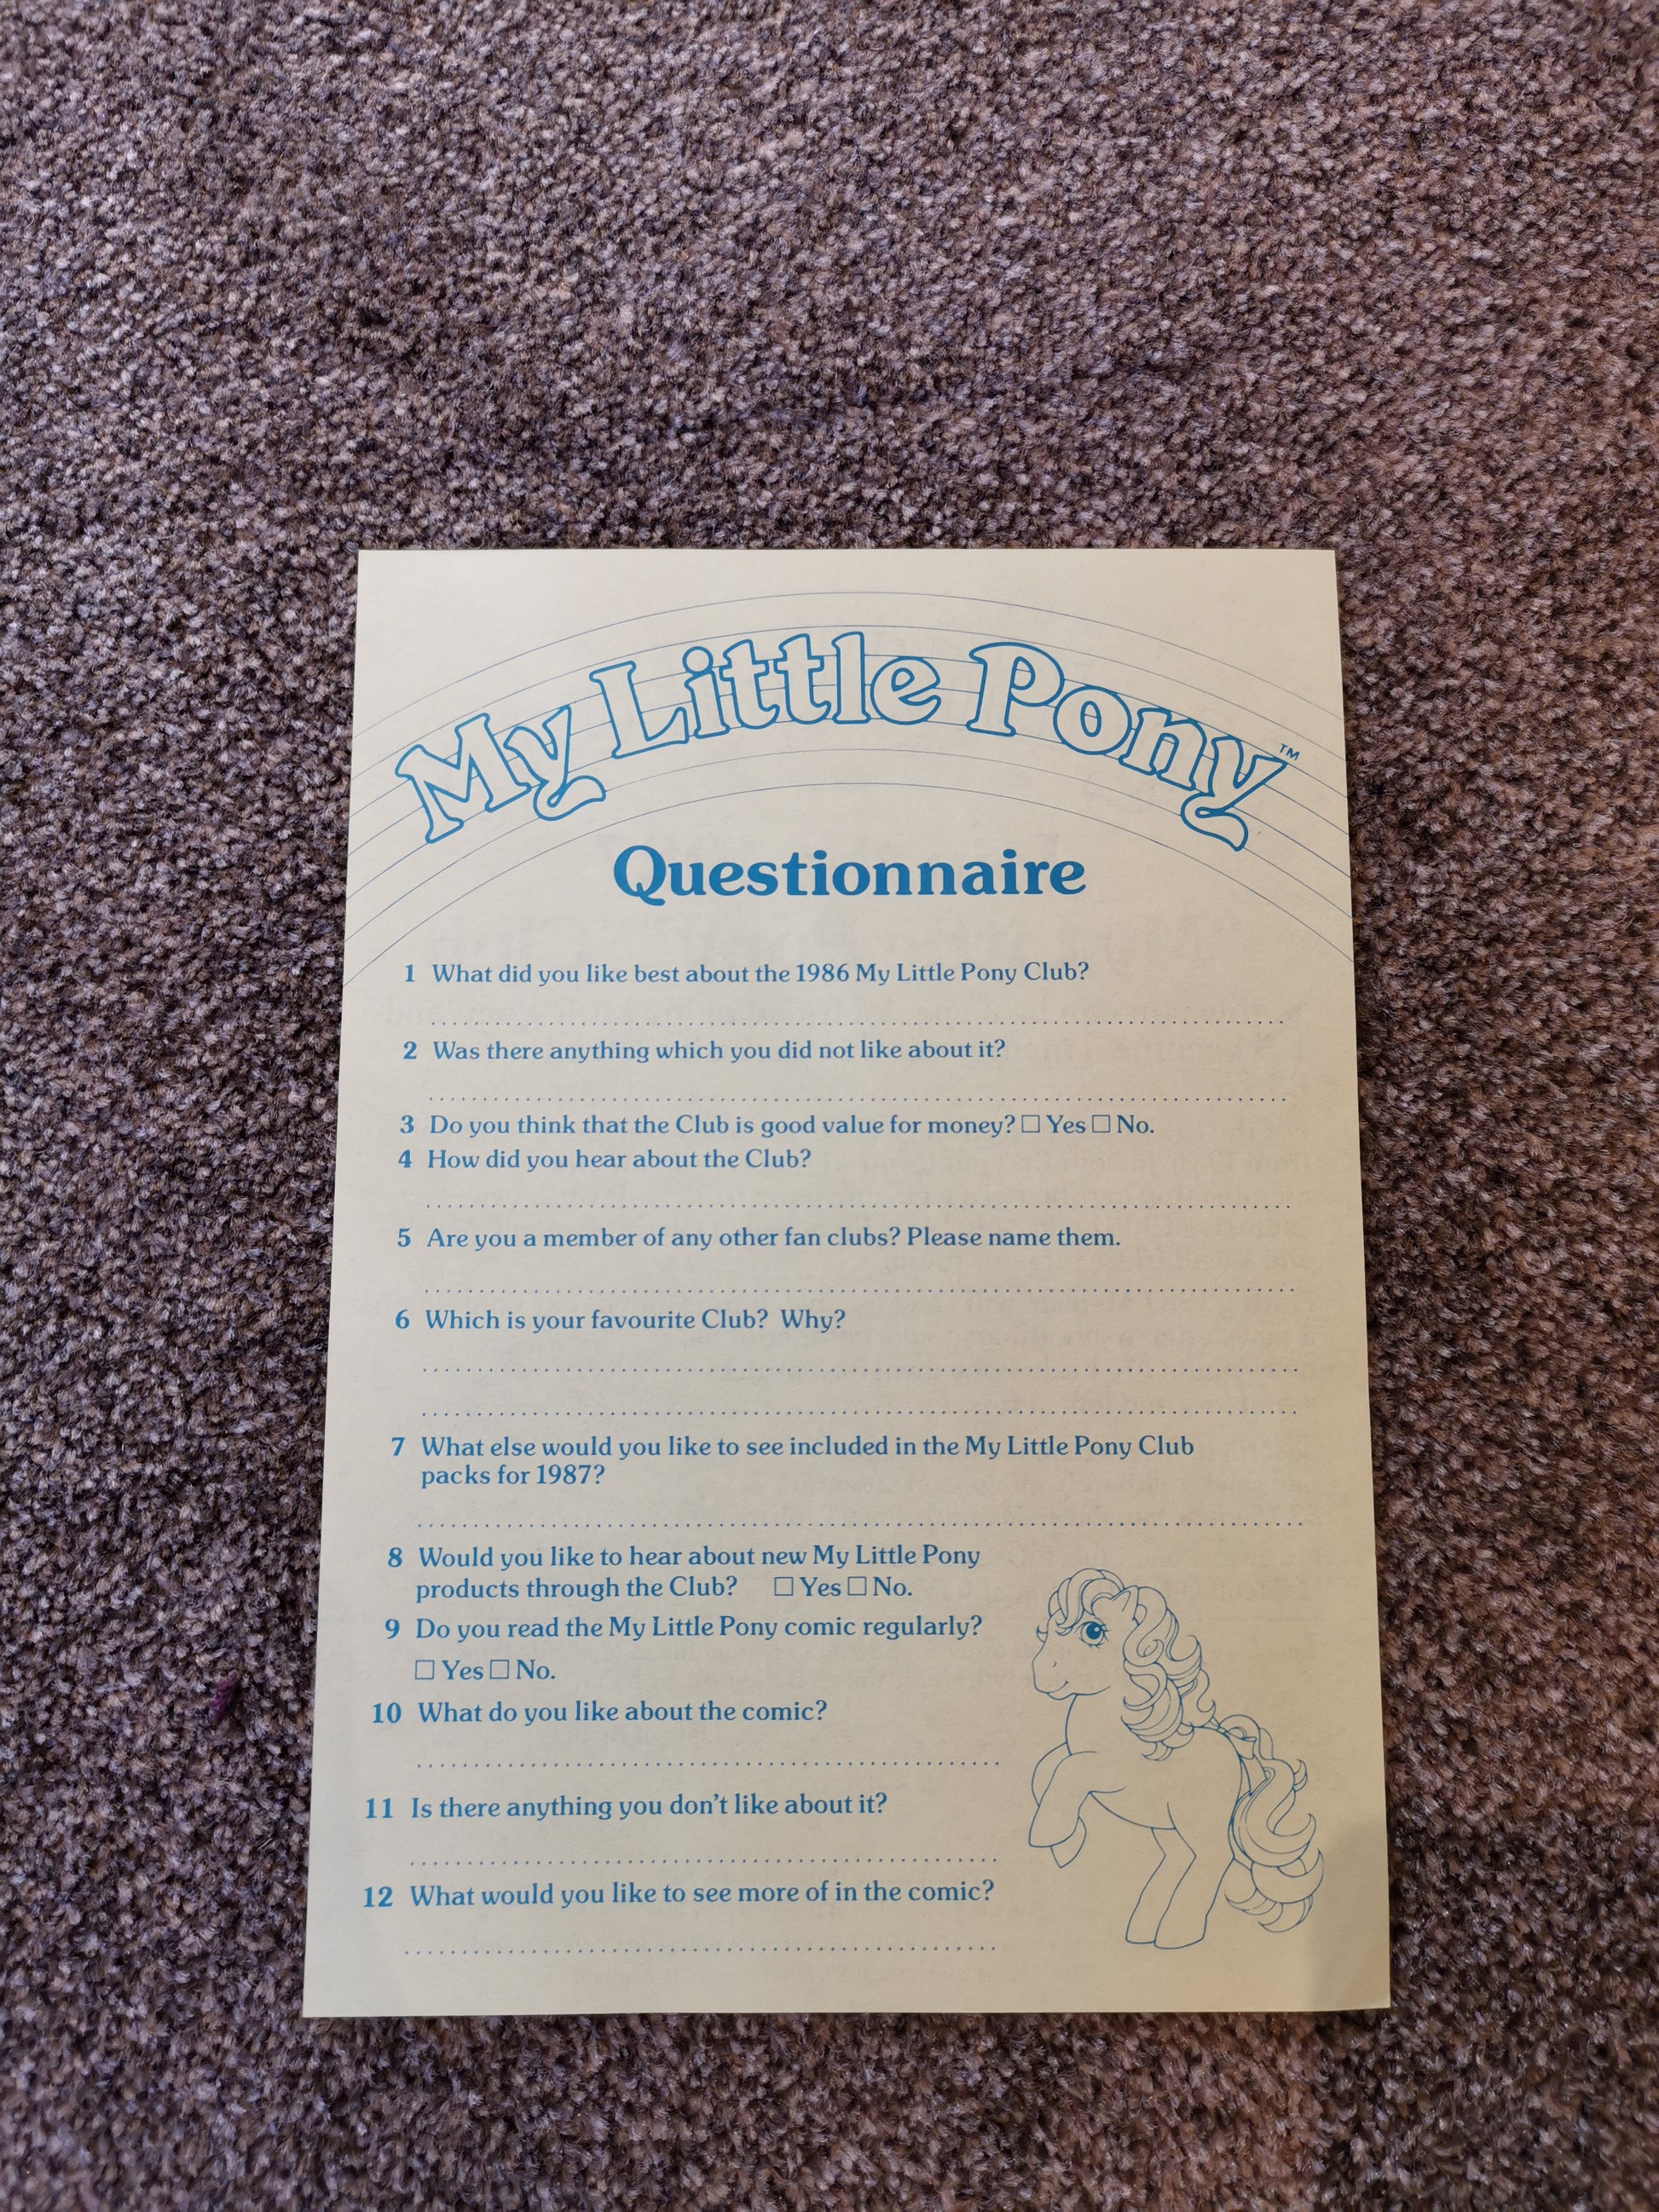 My Little Pony™
Questionnaire
1 What did you like best about the 1986 My Little Pony Club?
2 Was there anything which you did not like about it?
3 Do you think that the Club is good value for money? □ Yes □ No.
4 How did you hear about the Club?
5 Are you a member of any other fan clubs? Please name them.
6 Which is your favourite Club? Why?
7 What else would you like to see included in the My Little Pony Club
packs for 1987?
8 Would you like to hear about new My Little Pony
products through the Club? □ Yes □ No.
9 Do you read the My Little Pony comic regularly?
□ Yes □ No.
10 What do you like about the comic?
11 Is there anything you don't like about it?
12 What would you like to see more of in the comic?